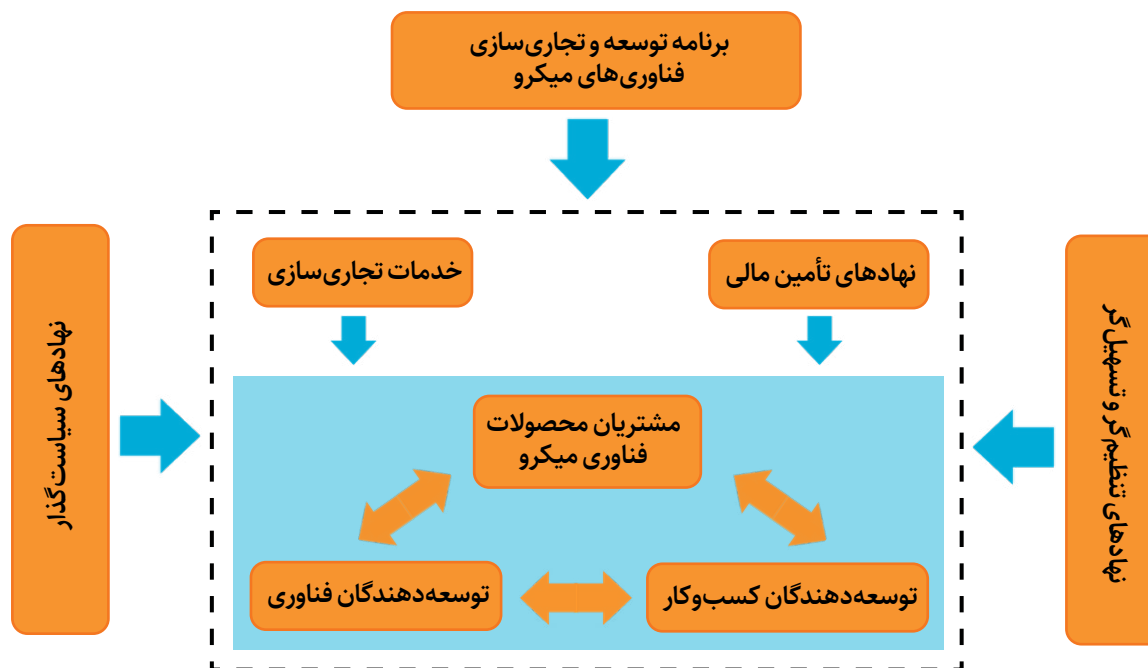 برنامه توسعه و تجاری‌سازی
فناوری‌های میکرو
نهادهای تأمین مالی
خدمات تجاری‌سازی
نهادهای تنظیم‌گر و تسهیل‌گر
نهادهای سیاست‌گذار
مشتریان محصولات
فناوری میکرو
توسعه‌دهندگان کسب‌وکار
توسعه‌دهندگان فناوری